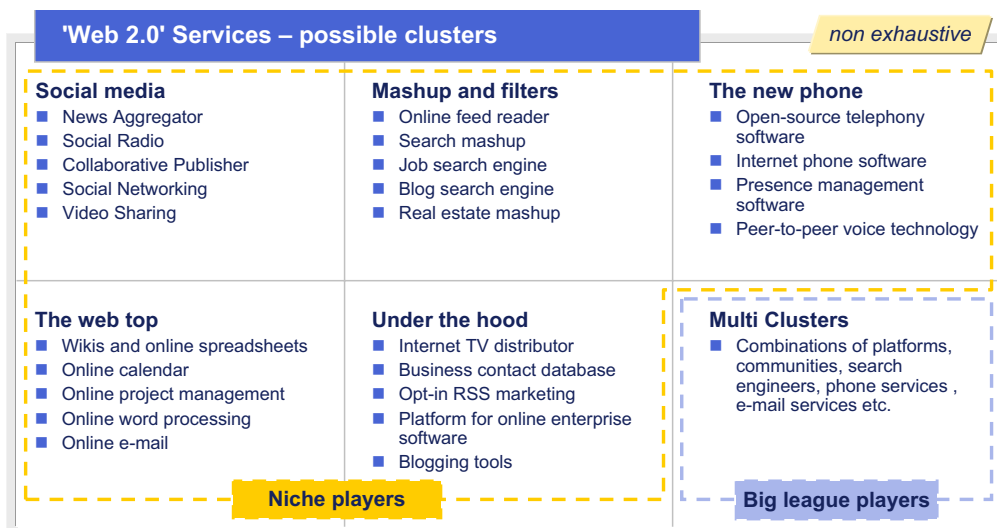 'Web 2.0' Services – possible clusters
non exhaustive
Social media
News Aggregator
Social Radio
Collaborative Publisher
Social Networking
Video Sharing
Mashup and filters
Online feed reader
Search mashup
Job search engine
Blog search engine
Real estate mashup
The new phone
Open-source telephony
software
Internet phone software
Presence management
software
Peer-to-peer voice technology
The web top
Wikis and online spreadsheets
Online calendar
Online project management
Online word processing
Online e-mail
Under the hood
Internet TV distributor
Business contact database
Opt-in RSS marketing
Platform for online enterprise
software
Blogging tools
Multi Clusters
Combinations of platforms,
communities, search
engines, phone services ,
e-mail services etc.
Niche players
Big league players